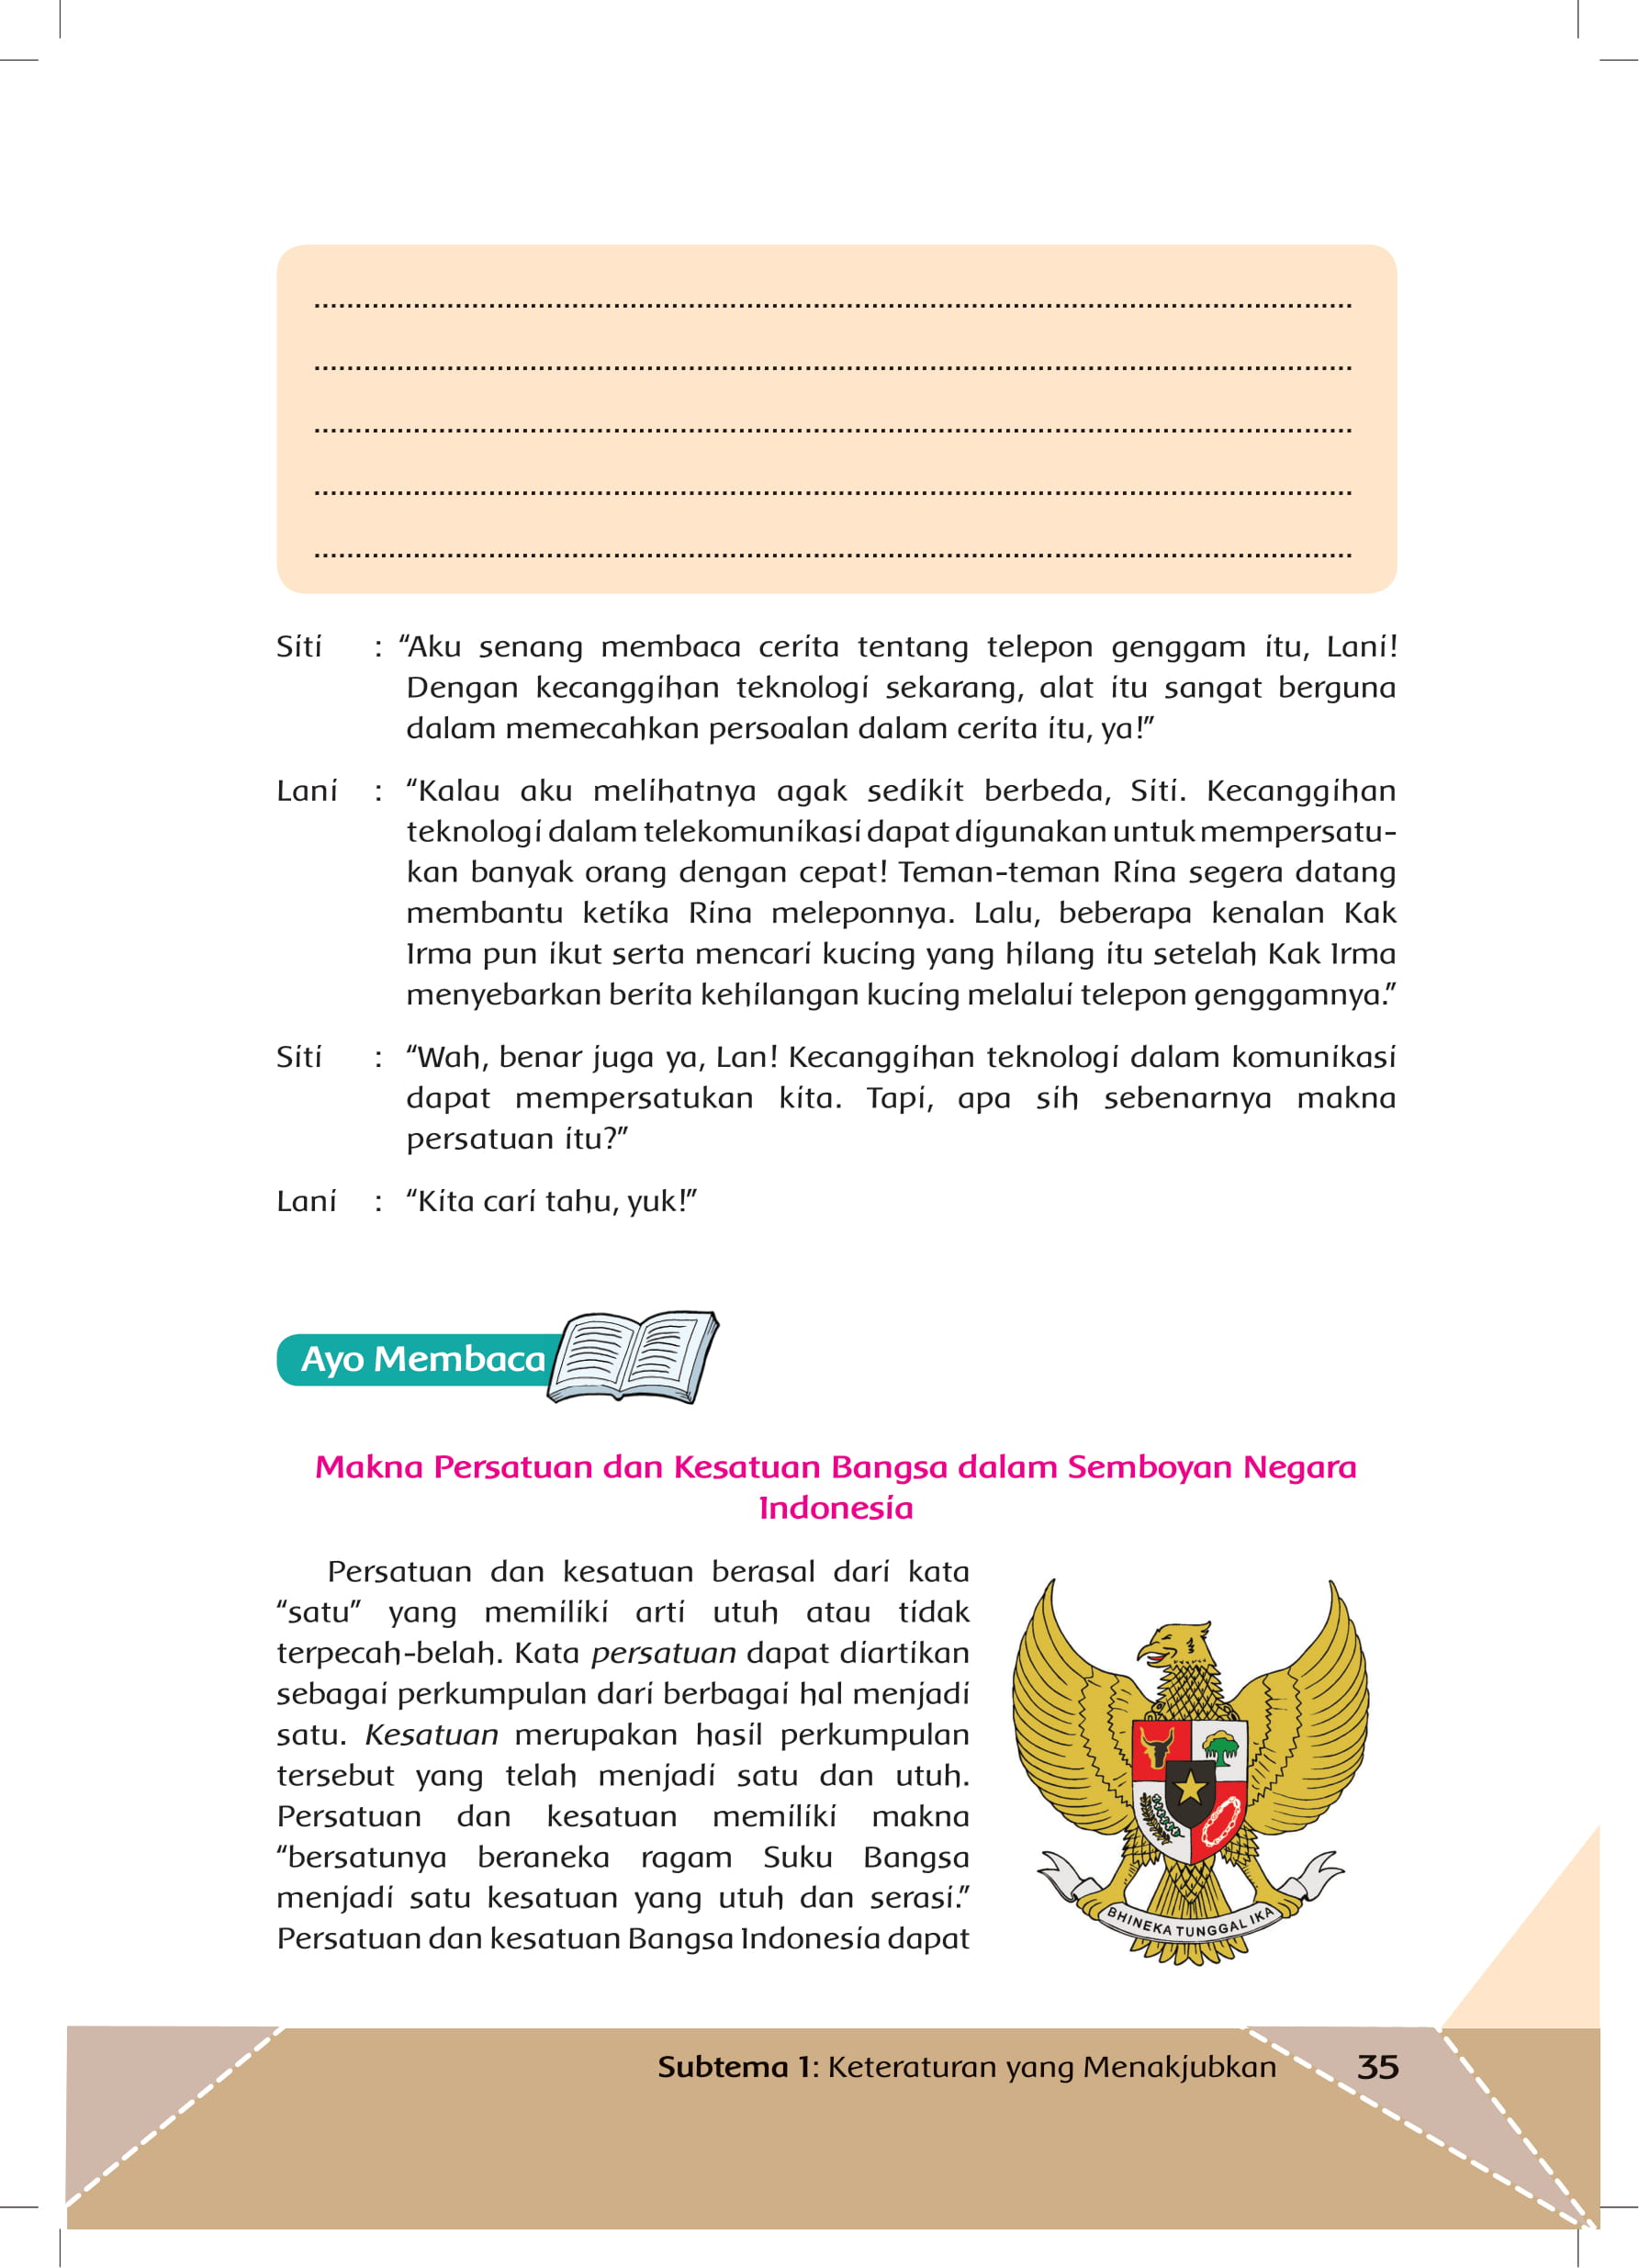 Siti : “Aku senang membaca cerita tentang telepon genggam itu, Lani!
Dengan kecanggihan teknologi sekarang, alat itu sangat berguna
dalam memecahkan persoalan dalam cerita itu, ya!”
Lani : “Kalau aku melihatnya agak sedikit berbeda, Siti. Kecanggihan
teknologi dalam telekomunikasi dapat digunakan untuk mempersatu-
kan banyak orang dengan cepat! Teman-teman Rina segera datang
membantu ketika Rina meleponnya. Lalu, beberapa kenalan Kak
Irma pun ikut serta mencari kucing yang hilang itu setelah Kak Irma
menyebarkan berita kehilangan kucing melalui telepon genggamnya.”
Siti : “Wah, benar juga ya, Lan! Kecanggihan teknologi dalam komunikasi
dapat mempersatukan kita. Tapi, apa sih sebenarnya makna
persatuan itu?”
Lani : “Kita cari tahu, yuk!”
Ayo Membaca
Makna Persatuan dan Kesatuan Bangsa dalam Semboyan Negara
Indonesia
Persatuan dan kesatuan berasal dari kata
“satu” yang memiliki arti utuh atau tidak
terpecah-belah. Kata persatuan dapat diartikan
sebagai perkumpulan dari berbagai hal menjadi
satu. Kesatuan merupakan hasil perkumpulan
tersebut yang telah menjadi satu dan utuh.
Persatuan dan kesatuan memiliki makna
“bersatunya beraneka ragam Suku Bangsa
menjadi satu kesatuan yang utuh dan serasi.”
Persatuan dan kesatuan Bangsa Indonesia dapat
BHINEKA TUNGGAL IKA
Subtema 1: Keteraturan yang Menakjubkan 35